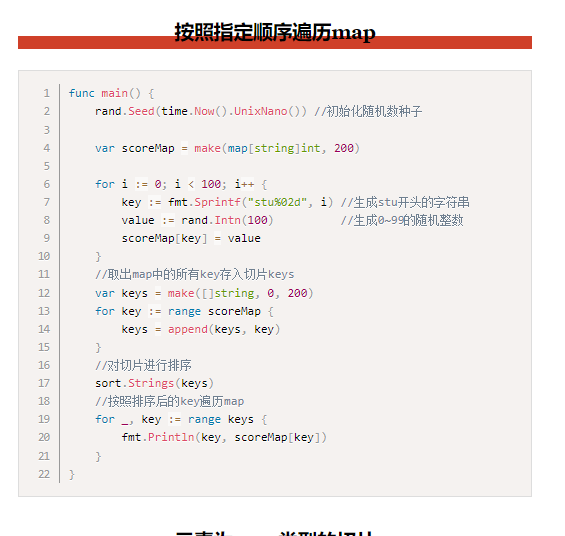 按照指定顺序遍历map
1 func main() {
2     rand.Seed(time.Now().UnixNano()) //初始化随机数种子
3
4     var scoreMap = make(map[string]int, 200)
5
6     for i := 0; i < 100; i++ {
7         key := fmt.Sprintf("stu%02d", i) //生成stu开头的字符串
8         value := rand.Intn(100)          //生成0~99的随机整数
9         scoreMap[key] = value
10     }
11     //取出map中的所有key存入切片keys
12     var keys = make([]string, 0, 200)
13     for key := range scoreMap {
14         keys = append(keys, key)
15     }
16     //对切片进行排序
17     sort.Strings(keys)
18     //按照排序后的key遍历map
19     for _, key := range keys {
20         fmt.Println(key, scoreMap[key])
21     }
22 }